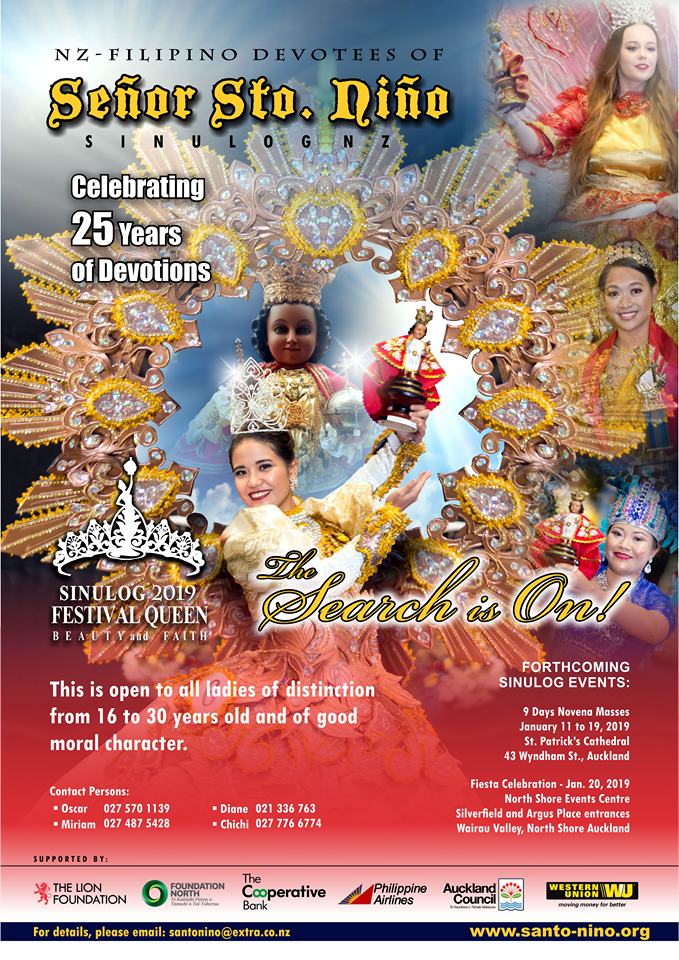 NZ-FILIPINO DEVOTEES OF
Señor Sto. Niño
SINULOGNZ
Celebrating
25 Years
of Devotions
SINULOG 2019
FESTIVAL QUEEN
BEAUTY and FAITH
The
Search is On!
This is open to all ladies of distinction
from 16 to 30 years old and of good
moral character.
Contact Persons:
▪ Oscar 027 570 1139
▪ Miriam 027 487 5428
▪ Diane 021 336 763
▪ Chichi 027 776 6774
FORTHCOMING
SINULOG EVENTS:
9 Days Novena Masses
January 11 to 19, 2019
St. Patrick's Cathedral
43 Wyndham St., Auckland
Fiesta Celebration - Jan. 20, 2019
North Shore Events Centre
Silverfield and Argus Place entrances
Wairau Valley, North Shore Auckland
SUPPORTED BY:
THE LION
FOUNDATION
FOUNDATION
NORTH
The
Cooperative
Bank
Philippine
Airlines
Auckland
Council
WESTERN
UNION WU
moving money for better
For details, please email: santonino@extra.co.nz
www.santo-nino.org